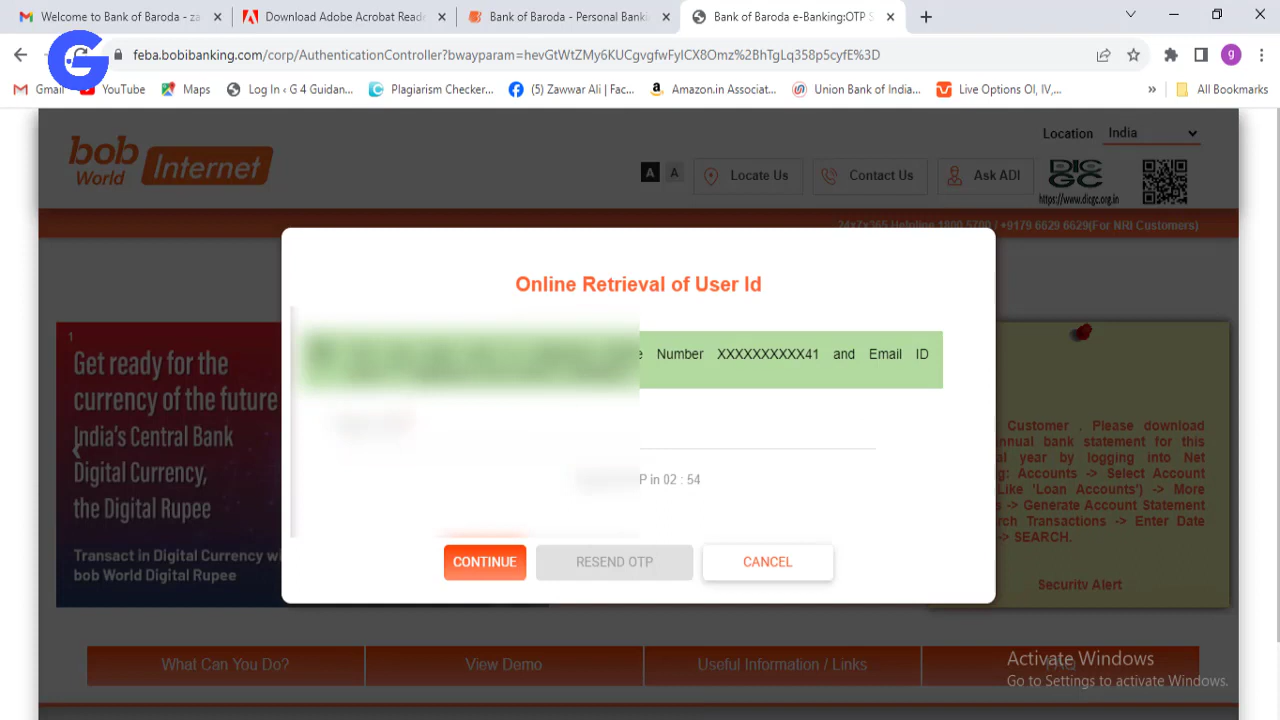 Welcome to Bank of Baroda - za
Download Adobe Acrobat Read
Bank of Baroda - Personal Banki
Bank of Baroda e-Banking:OTP S
feba.bobibanking.com/corp/AuthenticationController?bwayparam=hevGtWtZMy6KUCgvgfwFylCX8Omz%2BhTgLq358p5cyfE%3D
Gmail
YouTube
Maps
Log In ‹ G 4 Guidan...
Plagiarism Checker...
(5) Zawwar Ali | Fac...
Amazon.in Associat...
Union Bank of India...
Live Options OI, IV,...
» All Bookmarks
Location India
bob World Internet
A A
Locate Us
Contact Us
Ask ADI
DICGC
https://www.dicgc.org.in
24x7x365 Helpline 1800 5700 | +9179 6629 6629(For NRI Customers)
Online Retrieval of User Id
Number XXXXXXXXXX41 and Email ID
P in 02 : 54
CONTINUE
RESEND OTP
CANCEL
1
Get ready for the
currency of the future
India's Central Bank
Digital Currency,
the Digital Rupee
Transact in Digital Currency wi
bob World Digital Rupee
Customer . Please download
annual bank statement for this
year by logging into Net
Accounts -> Select Account
Like 'Loan Accounts') -> More
-> Generate Account Statement
Transactions -> Enter Date
-> SEARCH.
Security Alert
What Can You Do?
View Demo
Useful Information / Links
FAQ
Activate Windows
Go to Settings to activate Windows.